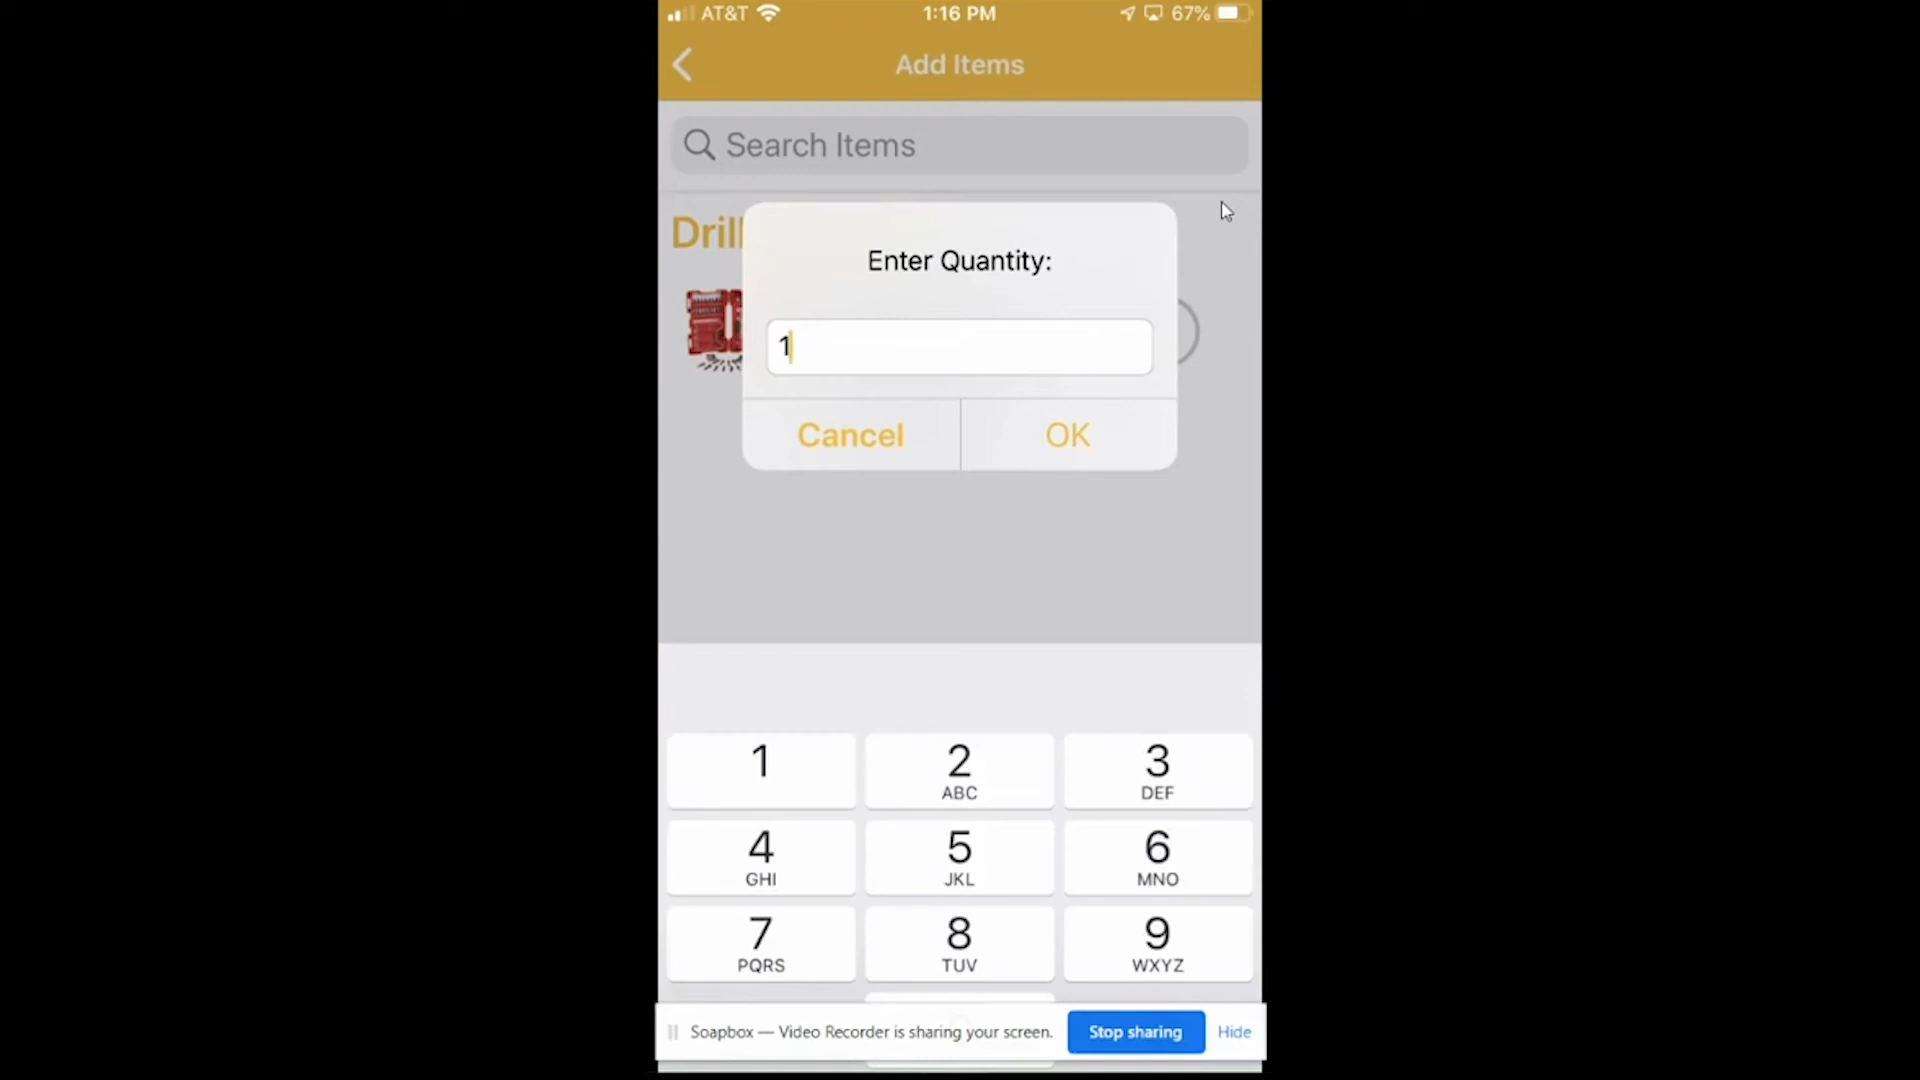 AT&T 1:16 PM 67%
Add Items
Search Items
Drill
Enter Quantity:
1
Cancel OK
1 2 3
ABC DEF
4 5 6
GHI JKL MNO
7 8 9
PQRS TUV WXYZ
Soapbox — Video Recorder is sharing your screen. Stop sharing Hide